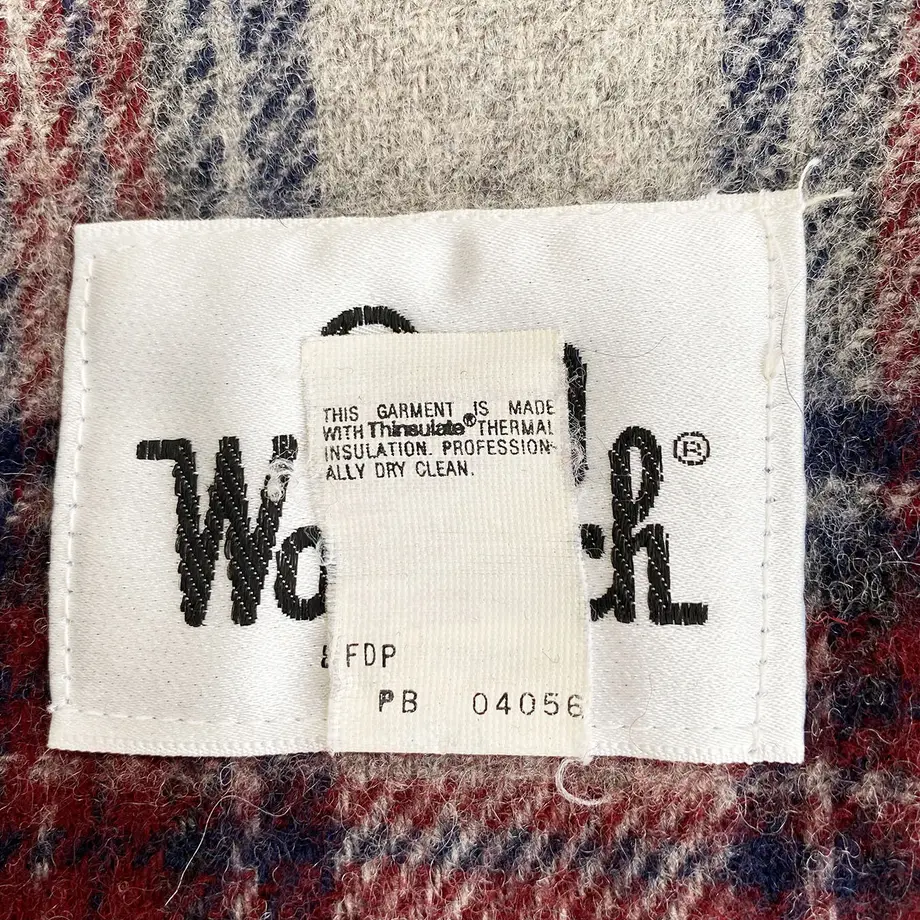 THIS GARMENT IS MADE
WITH Thinsulate® THERMAL
INSULATION. PROFESSION-
ALLY DRY CLEAN.
®
FDP
PB 04056